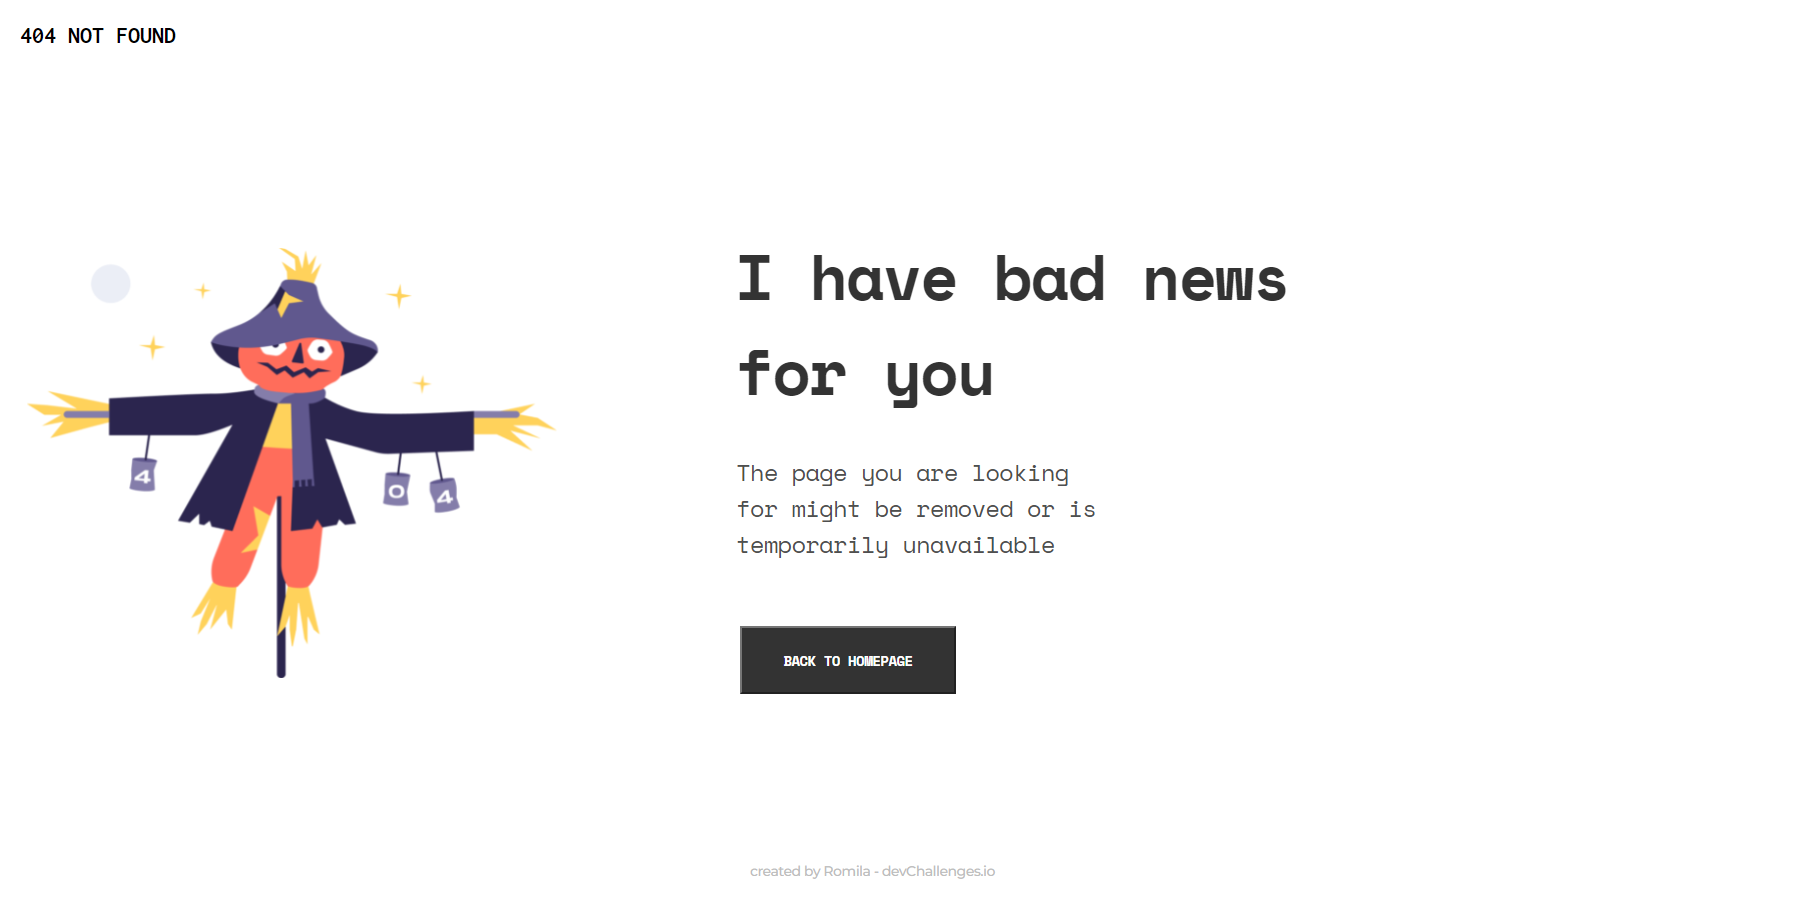 404 NOT FOUND
I have bad news
for you
4
0
4
The page you are looking
for might be removed or is
temporarily unavailable
BACK TO HOMEPAGE
created by Romila - devChallenges.io